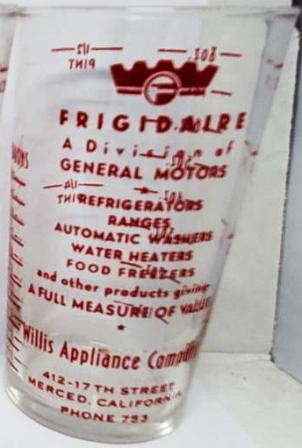 FRIGIDAIRE
A Division of
GENERAL MOTORS
REFRIGERATORS
RANGES
AUTOMATIC WASHERS
WATER HEATERS
FOOD FREEZERS
and other products giving
A FULL MEASURE OF VALUE
Willis Appliance Company
412-17TH STREET
MERCED, CALIFORNIA
PHONE 753